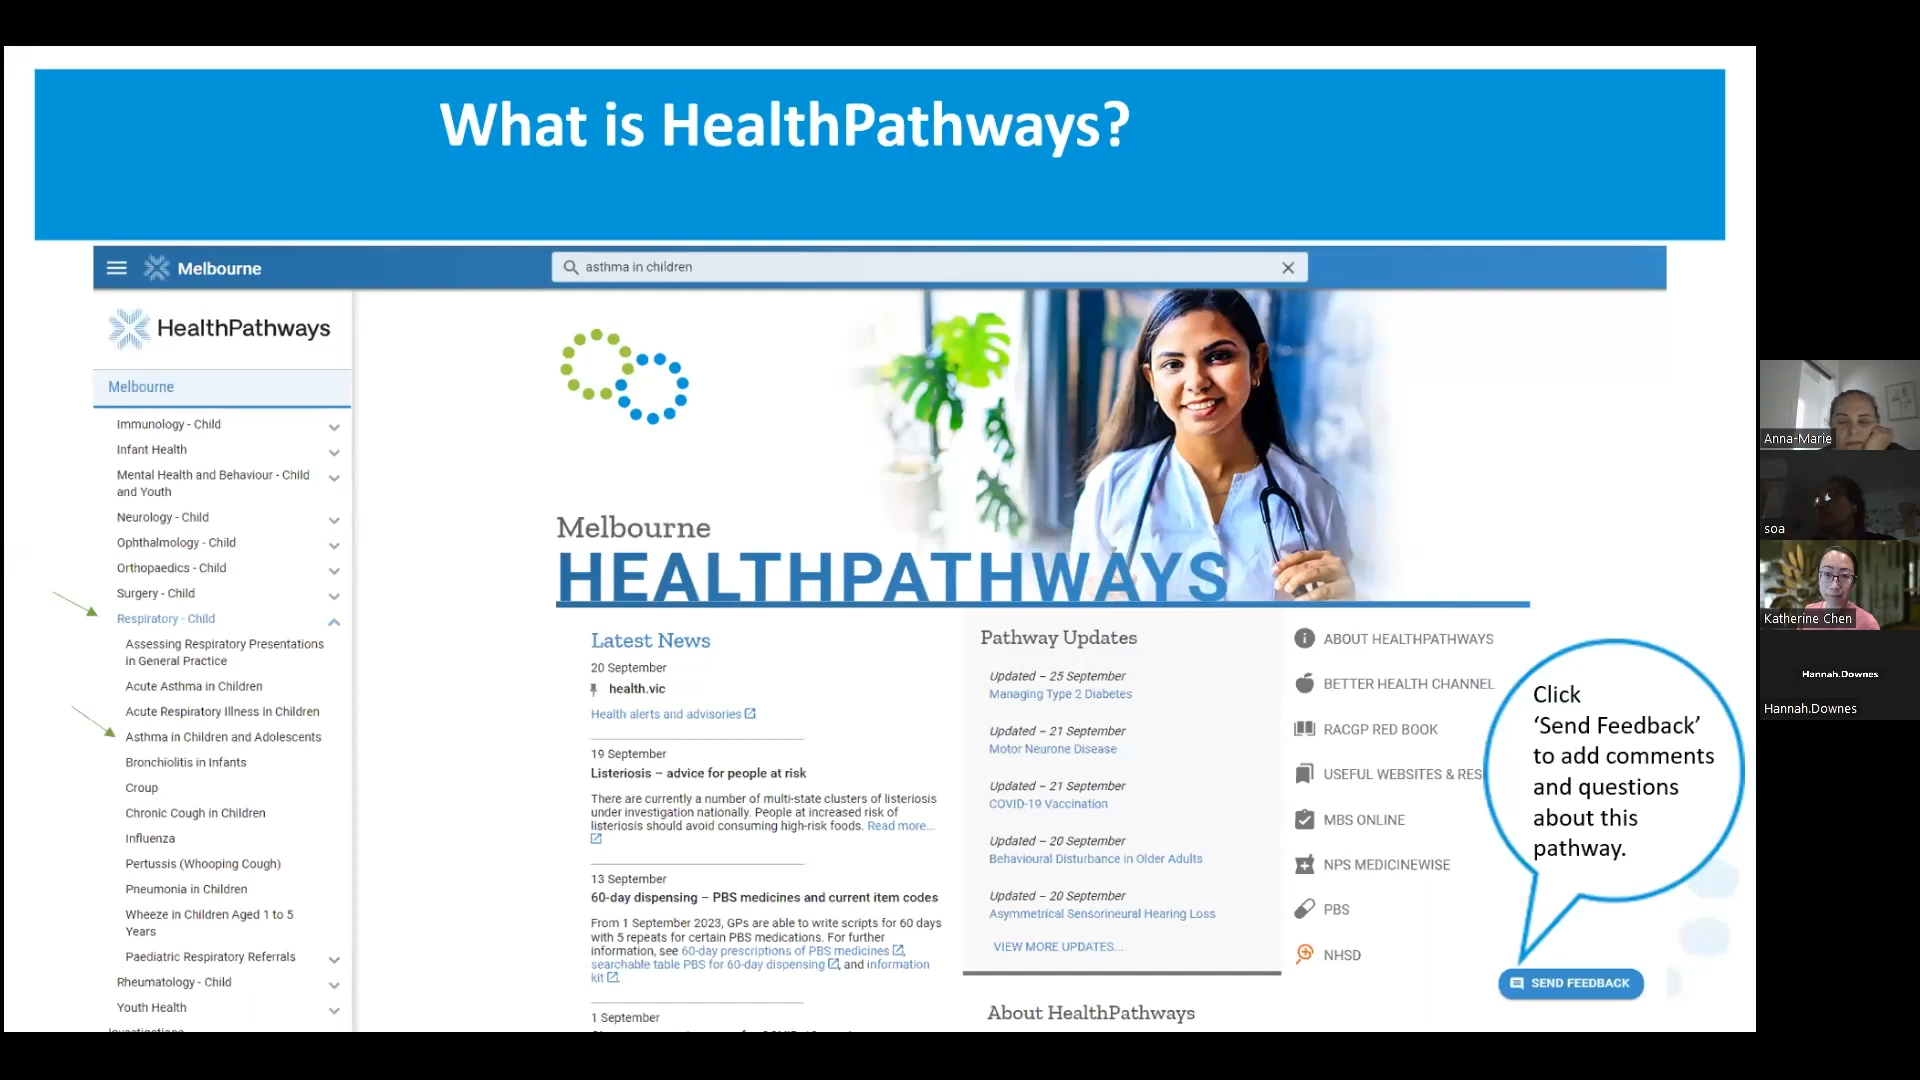 What is HealthPathways?
Melbourne
asthma in children
HealthPathways
Melbourne
Immunology - Child
Infant Health
Mental Health and Behaviour - Child
and Youth
Neurology - Child
Ophthalmology - Child
Orthopaedics - Child
Surgery - Child
Respiratory - Child
Assessing Respiratory Presentations
in General Practice
Acute Asthma in Children
Acute Respiratory Illness in Children
Asthma in Children and Adolescents
Bronchiolitis in Infants
Croup
Chronic Cough in Children
Influenza
Pertussis (Whooping Cough)
Pneumonia in Children
Wheeze in Children Aged 1 to 5
Years
Paediatric Respiratory Referrals
Rheumatology - Child
Youth Health
Investigations
Melbourne
HEALTHPATHWAYS
Latest News
20 September
health.vic
Health alerts and advisories
19 September
Listeriosis – advice for people at risk
There are currently a number of multi-state clusters of listeriosis
under investigation nationally. People at increased risk of
listeriosis should avoid consuming high-risk foods. Read more...
13 September
60-day dispensing – PBS medicines and current item codes
From 1 September 2023, GPs are able to write scripts for 60 days
with 5 repeats for certain PBS medications. For further
information, see 60-day prescriptions of PBS medicines,
searchable table PBS for 60-day dispensing, and information
kit.
1 September
Pathway Updates
Updated – 25 September
Managing Type 2 Diabetes
Updated – 21 September
Motor Neurone Disease
Updated – 21 September
COVID-19 Vaccination
Updated – 20 September
Behavioural Disturbance in Older Adults
Updated – 20 September
Asymmetrical Sensorineural Hearing Loss
VIEW MORE UPDATES...
About HealthPathways
ABOUT HEALTHPATHWAYS
BETTER HEALTH CHANNEL
RACGP RED BOOK
USEFUL WEBSITES & RES
MBS ONLINE
NPS MEDICINEWISE
PBS
NHSD
Click
‘Send Feedback’
to add comments
and questions
about this
pathway.
SEND FEEDBACK
Anna-Marie
soa
Katherine Chen
Hannah.Downes
Hannah.Downes